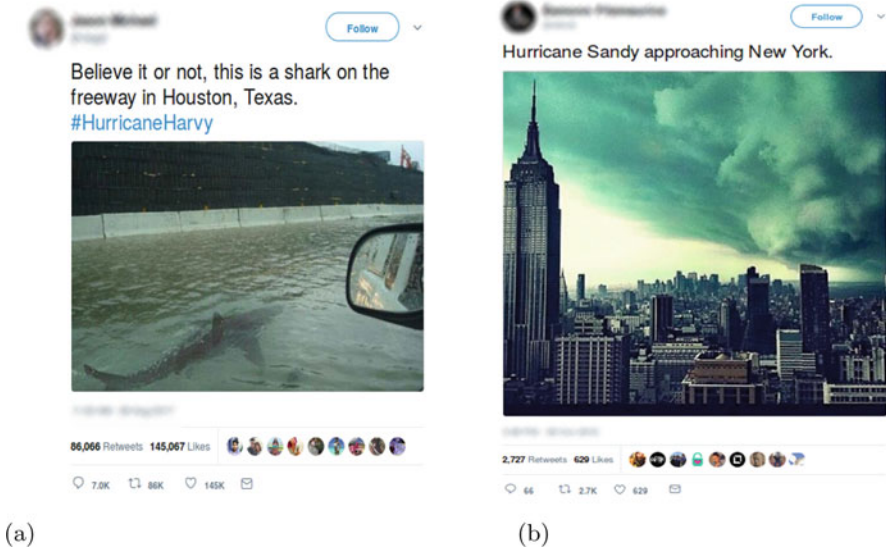 Follow
Believe it or not, this is a shark on the
freeway in Houston, Texas.
#HurricaneHarvy
86,066 Retweets 145,067 Likes
7.0K 86K 145K
(a)
Follow
Hurricane Sandy approaching New York.
2,727 Retweets 629 Likes
66 2.7K 629
(b)